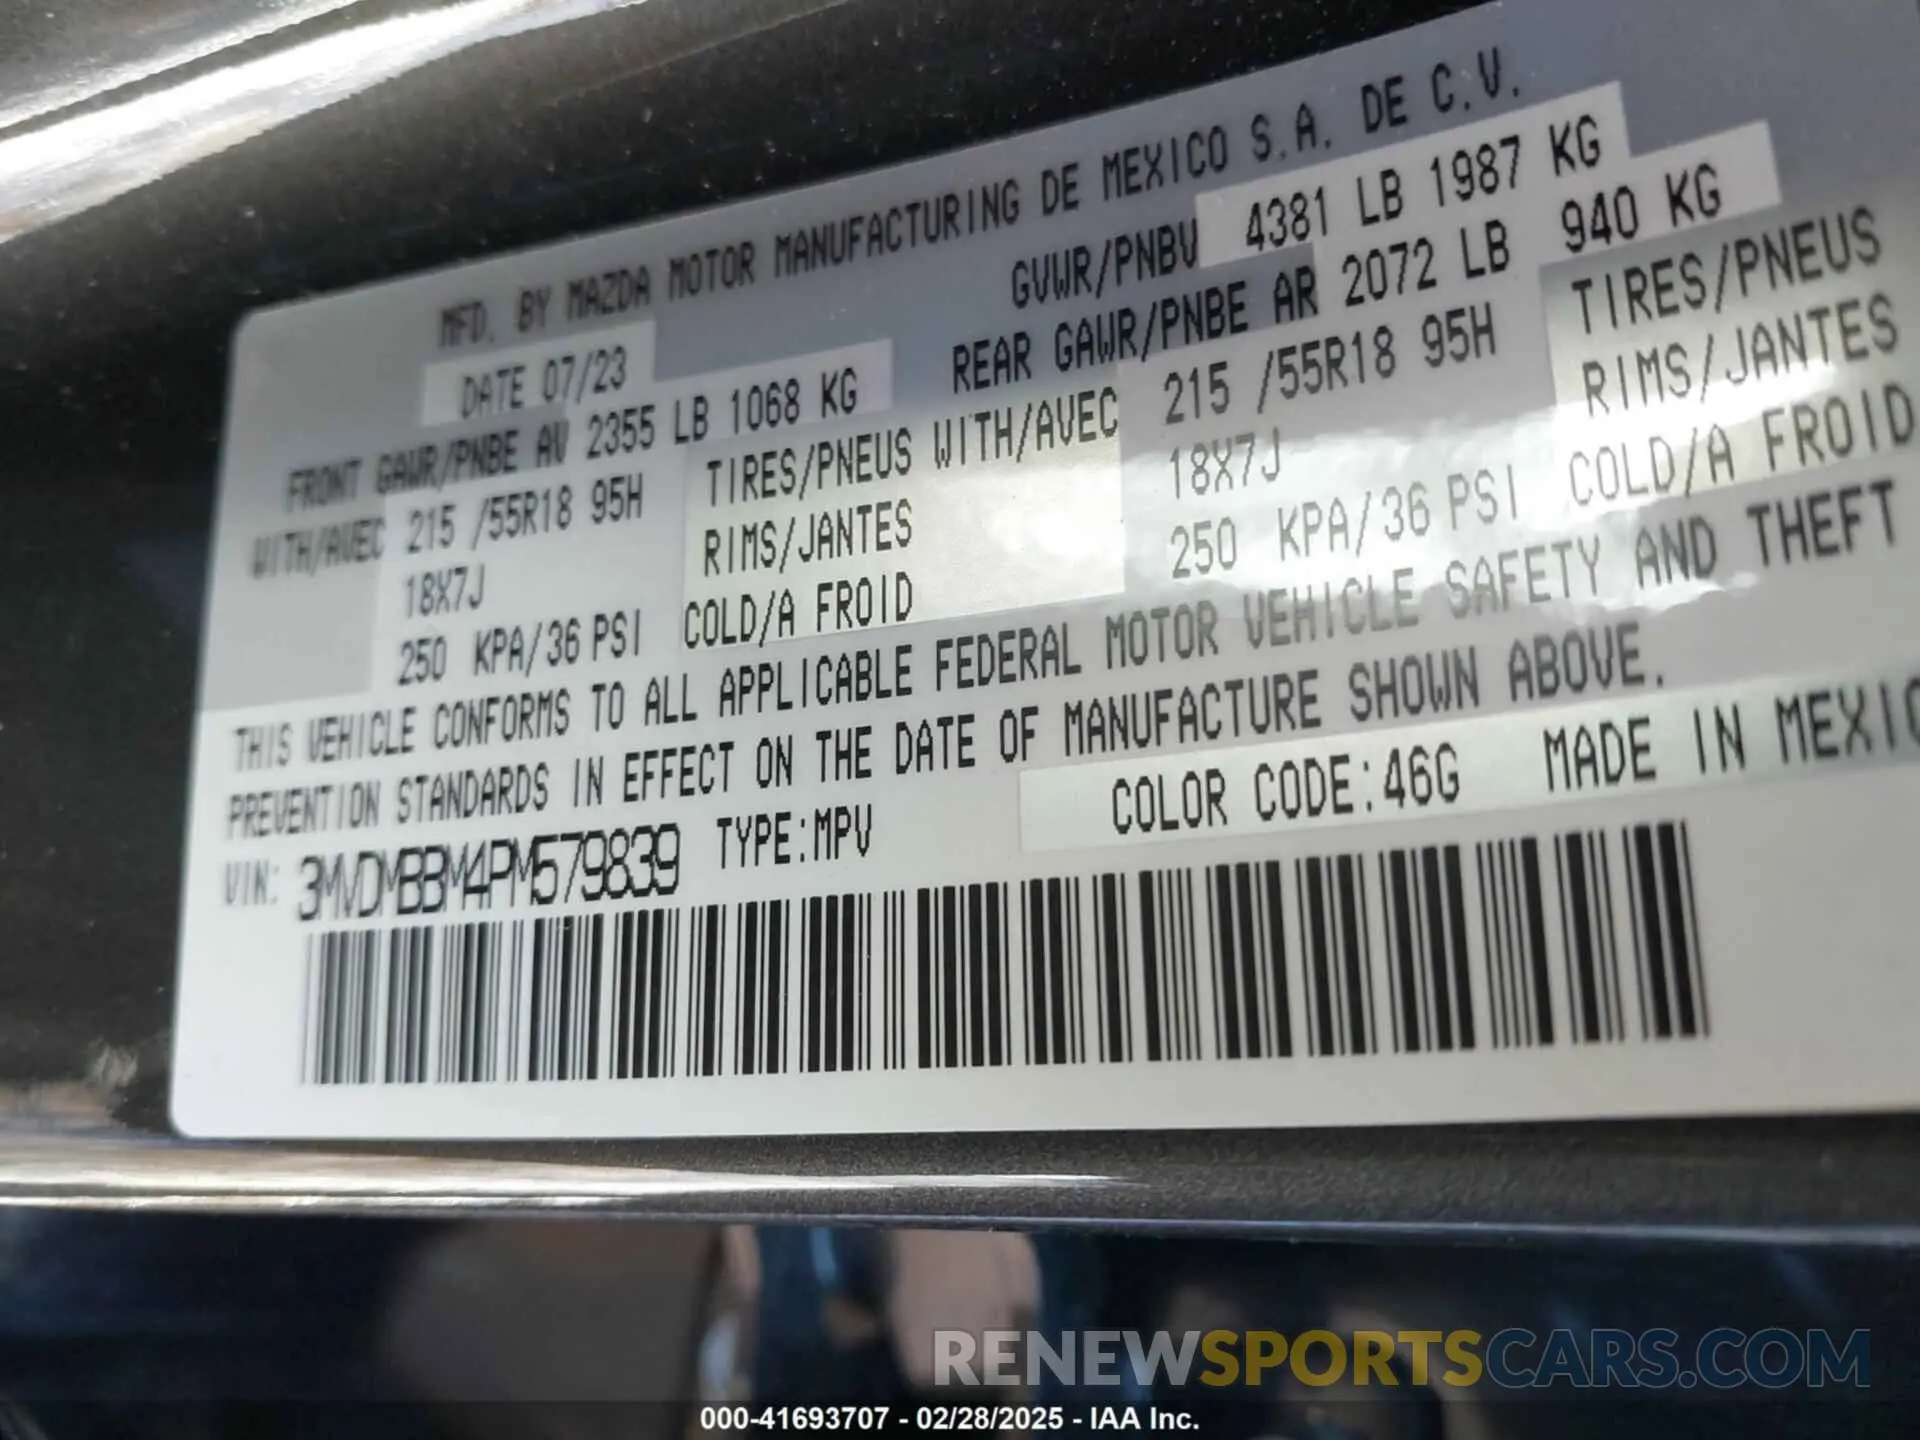 MFD. BY MAZDA MOTOR MANUFACTURING DE MEXICO S.A. DE C.V.
DATE 07/23 GVWR/PNBV 4381 LB 1987 KG
FRONT GAWR/PNBE AV 2355 LB 1068 KG REAR GAWR/PNBE AR 2072 LB 940 KG
WITH/AVEC 215 /55R18 95H TIRES/PNEUS WITH/AVEC 215 /55R18 95H TIRES/PNEUS
18X7J RIMS/JANTES 18X7J RIMS/JANTES
250 KPA/36 PSI COLD/A FROID 250 KPA/36 PSI COLD/A FROID
THIS VEHICLE CONFORMS TO ALL APPLICABLE FEDERAL MOTOR VEHICLE SAFETY AND THEFT
PREVENTION STANDARDS IN EFFECT ON THE DATE OF MANUFACTURE SHOWN ABOVE.
VIN: 3MVDMBBM4PM579839 TYPE:MPV COLOR CODE:46G MADE IN MEXICO
RENEWSPORTSCARS.COM
000-41693707 - 02/28/2025 - IAA Inc.